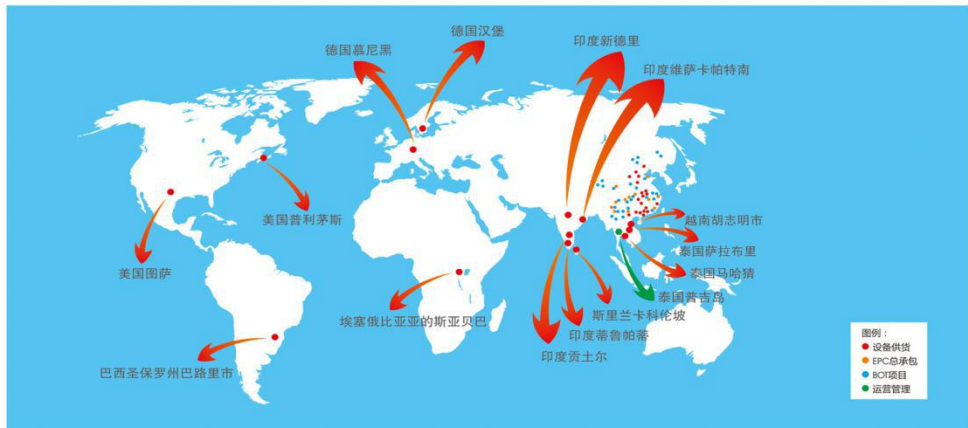 德国汉堡
德国慕尼黑
印度新德里
印度维萨卡帕特南
美国普利茅斯
美国图萨
越南胡志明市
泰国萨拉布里
泰国马哈猜
泰国普吉岛
斯里兰卡科伦坡
埃塞俄比亚亚的斯亚贝巴
印度蒂鲁帕蒂
印度贡土尔
巴西圣保罗州巴路里市
图例：
设备供货
EPC总承包
BOT项目
运营管理